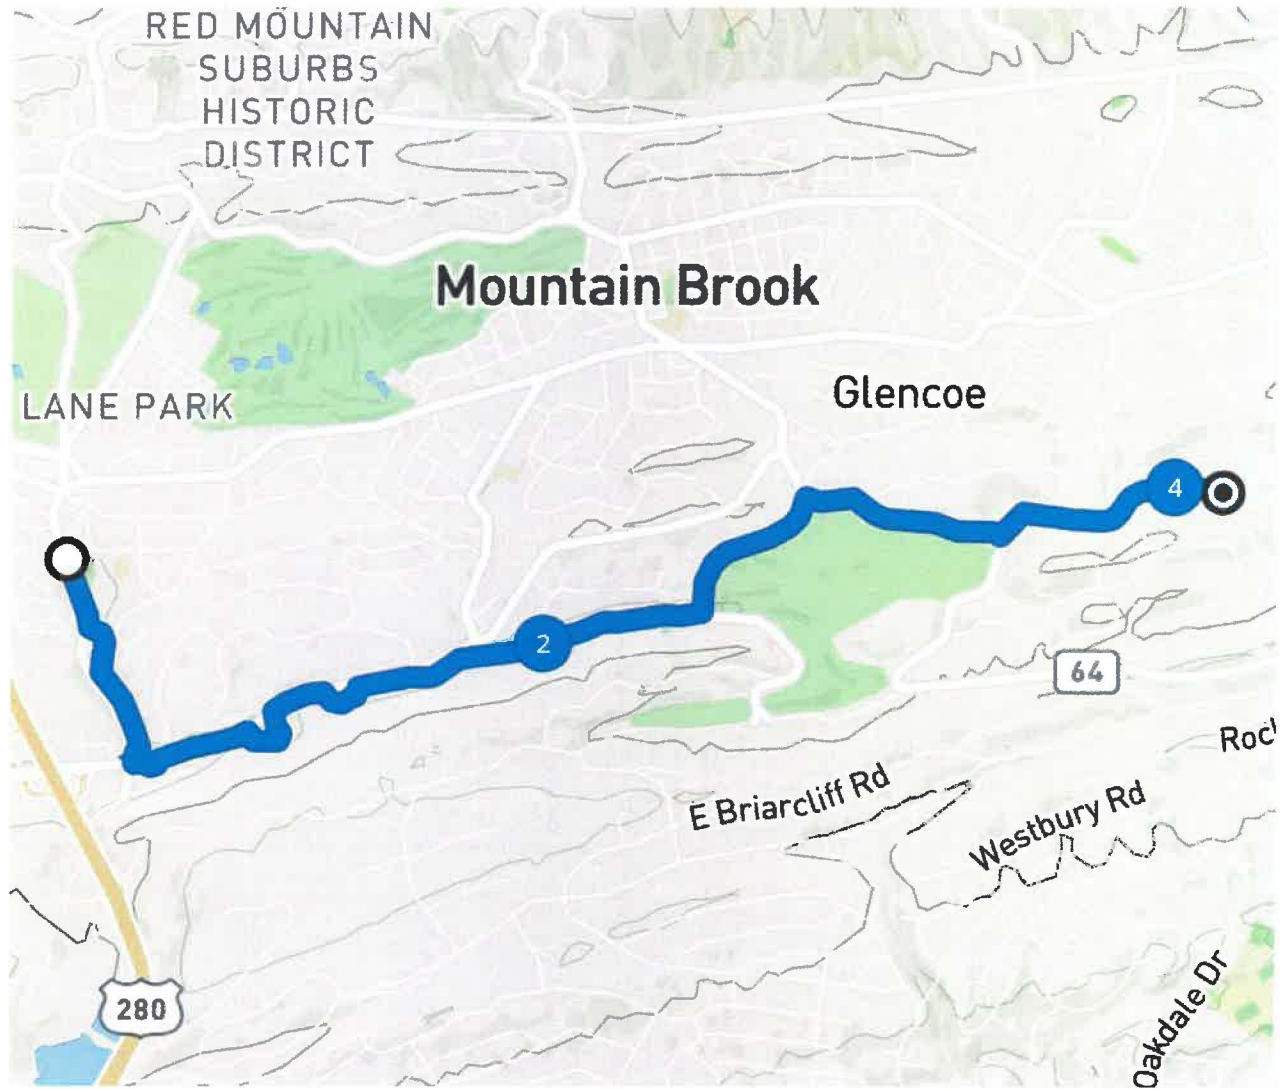 RED MOUNTAIN
SUBURBS
HISTORIC
DISTRICT
Mountain Brook
LANE PARK
Glencoe
4
2
64
E Briarcliff Rd
Westbury Rd
280
Oakdale Dr